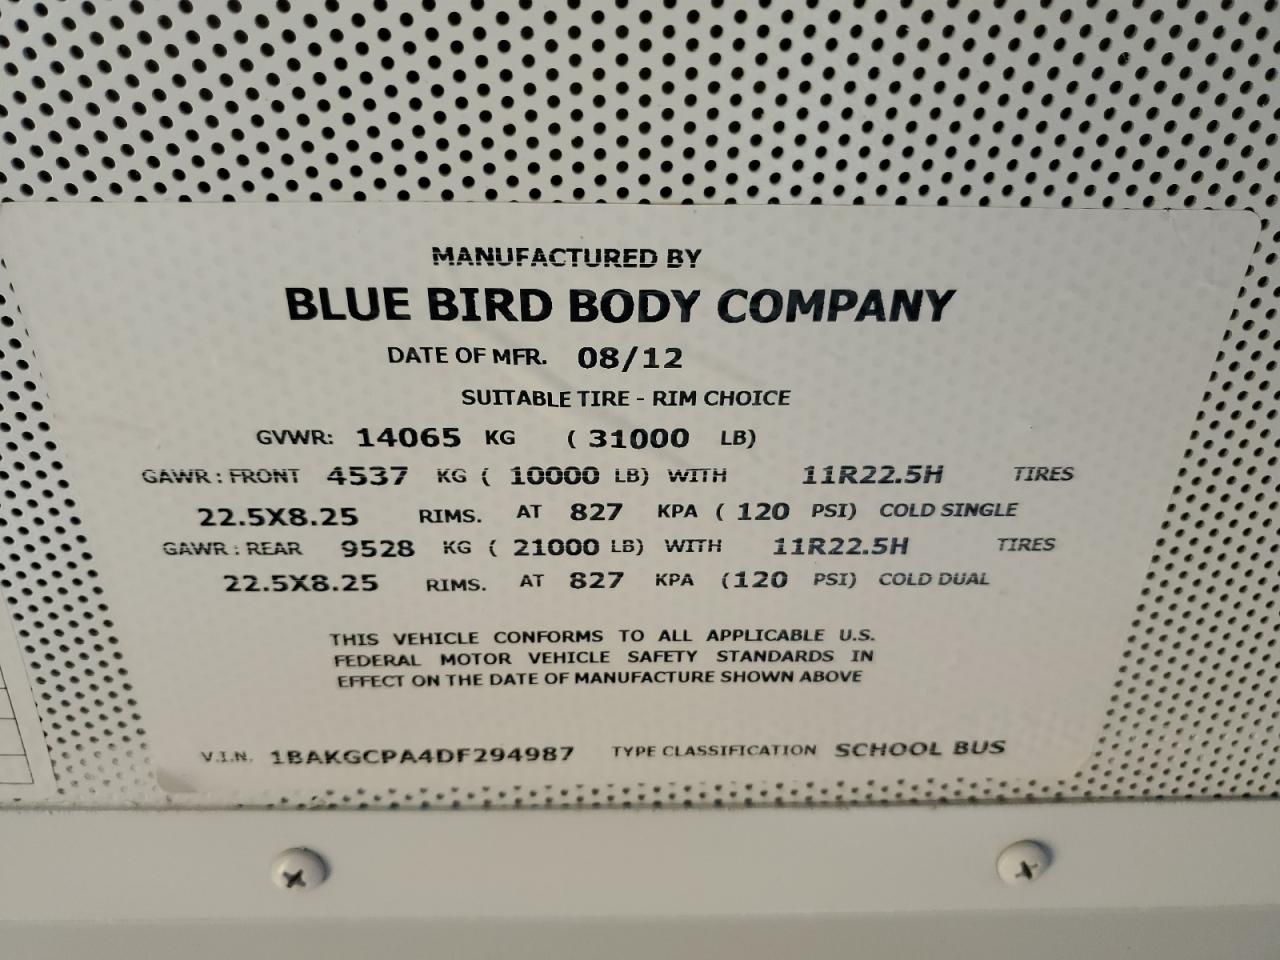 MANUFACTURED BY
BLUE BIRD BODY COMPANY
DATE OF MFR. 08/12
SUITABLE TIRE - RIM CHOICE
GVWR: 14065 KG ( 31000 LB)
GAWR : FRONT 4537 KG ( 10000 LB) WITH 11R22.5H TIRES
22.5X8.25 RIMS. AT 827 KPA ( 120 PSI) COLD SINGLE
GAWR : REAR 9528 KG ( 21000 LB) WITH 11R22.5H TIRES
22.5X8.25 RIMS. AT 827 KPA (120 PSI) COLD DUAL
THIS VEHICLE CONFORMS TO ALL APPLICABLE U.S.
FEDERAL MOTOR VEHICLE SAFETY STANDARDS IN
EFFECT ON THE DATE OF MANUFACTURE SHOWN ABOVE
V.I.N. 1BAKGCPA4DF294987 TYPE CLASSIFICATION SCHOOL BUS